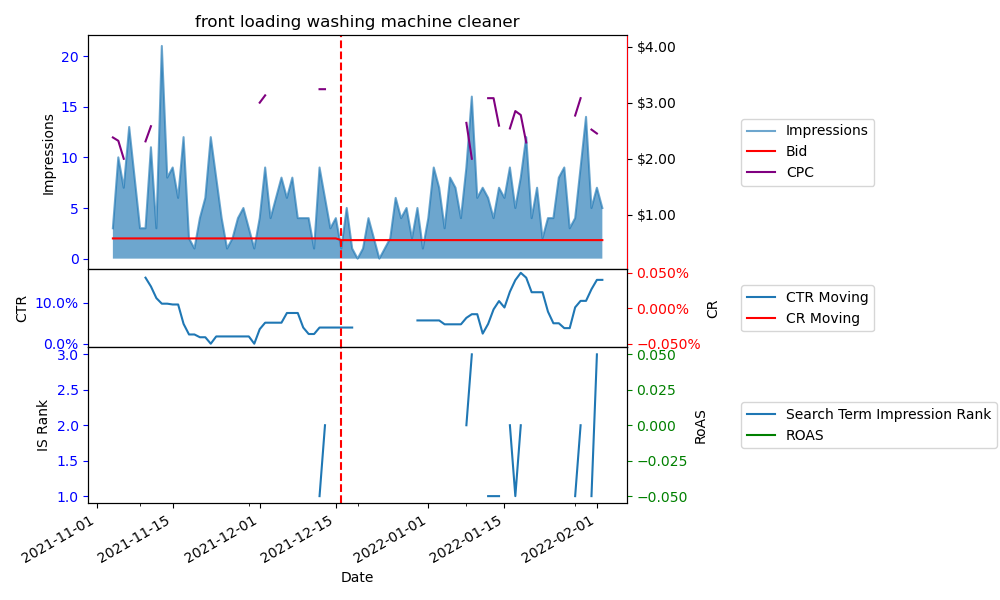 front loading washing machine cleaner
20
15
10
5
0
Impressions
$4.00
$3.00
$2.00
$1.00
Impressions
Bid
CPC
10.0%
0.0%
CTR
0.050%
0.000%
−0.050%
CR
CTR Moving
CR Moving
3.0
2.5
2.0
1.5
1.0
IS Rank
0.050
0.025
0.000
−0.025
−0.050
RoAS
Search Term Impression Rank
ROAS
2021-11-01
2021-11-15
2021-12-01
2021-12-15
2022-01-01
2022-01-15
2022-02-01
Date